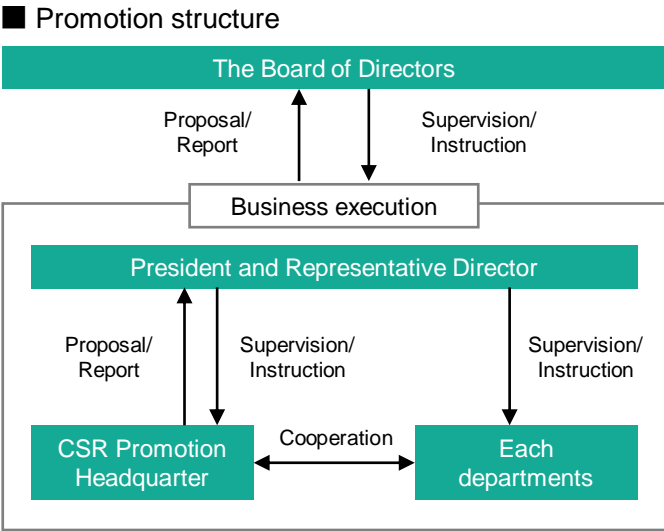 ■ Promotion structure
The Board of Directors
Proposal/
Report
Supervision/
Instruction
Business execution
President and Representative Director
Proposal/
Report
Supervision/
Instruction
Supervision/
Instruction
CSR Promotion
Headquarter
Cooperation
Each
departments